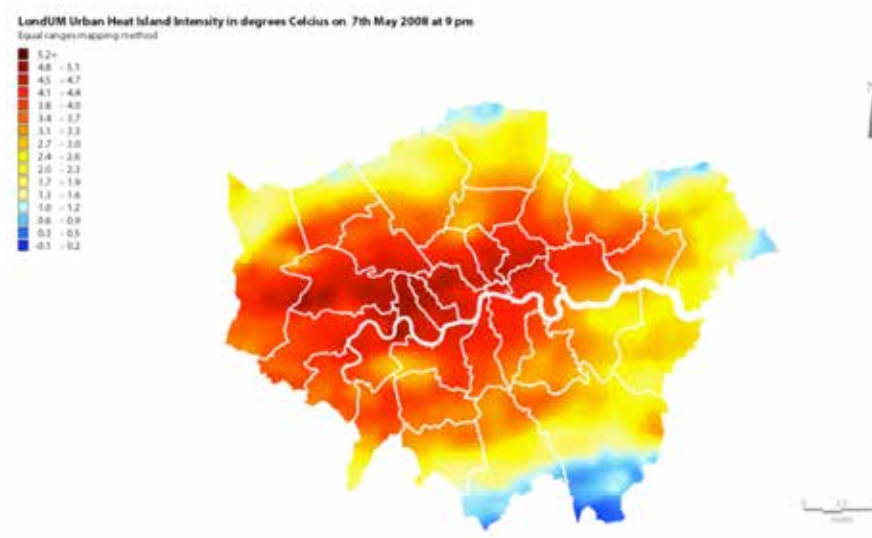 LondUM Urban Heat Island Intensity in degrees Celcius on 7th May 2008 at 9 pm
Equal ranges mapping method
5.2+
4.8 - 5.1
4.5 - 4.7
4.1 - 4.4
3.8 - 4.0
3.4 - 3.7
3.1 - 3.3
2.7 - 3.0
2.4 - 2.6
2.0 - 2.3
1.7 - 1.9
1.3 - 1.6
1.0 - 1.2
0.6 - 0.9
0.3 - 0.5
-0.1 - 0.2